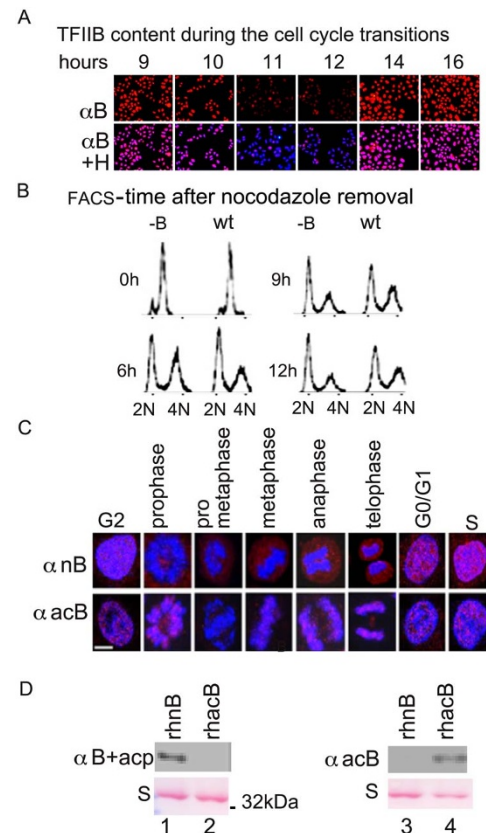 A
TFIIB content during the cell cycle transitions
hours 9 10 11 12 14 16
αB
αB
+H
B
FACS-time after nocodazole removal
-B wt -B wt
0h 9h
6h 12h
2N 4N 2N 4N 2N 4N 2N 4N
C
G2 prophase pro metaphase metaphase anaphase telophase G0/G1 S
α nB
α acB
D
rhnB rhacB rhnB rhacB
α B+acp α acB
S - 32kDa S
1 2 3 4